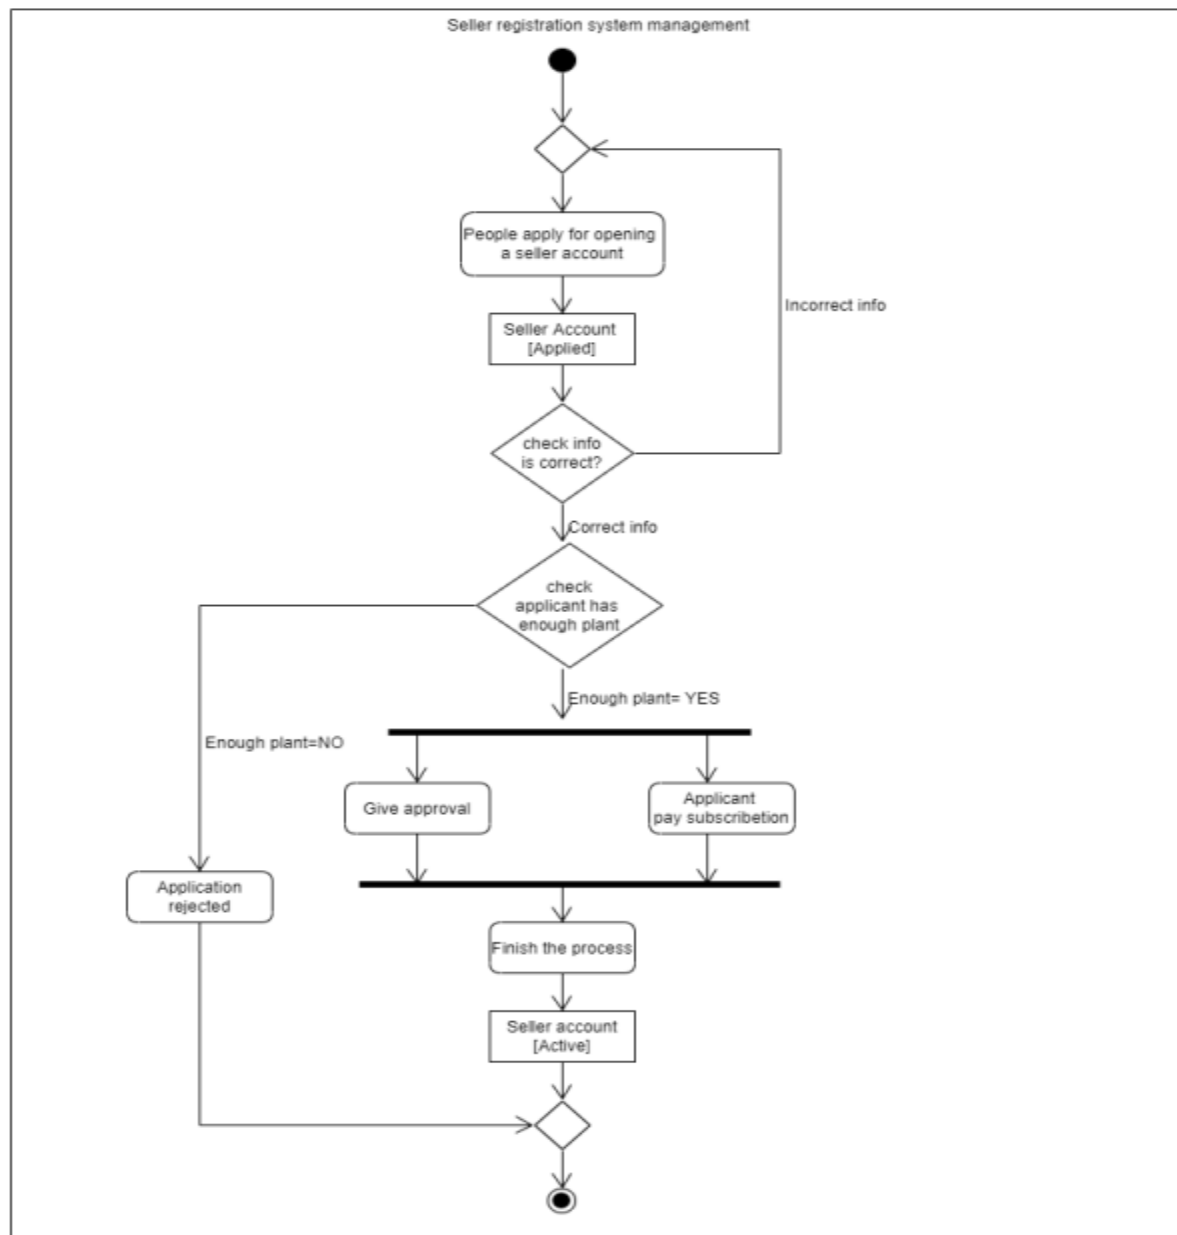 Seller registration system management
People apply for opening
a seller account
Incorrect info
Seller Account
[Applied]
check info
is correct?
Correct info
check
applicant has
enough plant
Enough plant= YES
Enough plant=NO
Give approval
Applicant
pay subscribetion
Application
rejected
Finish the process
Seller account
[Active]